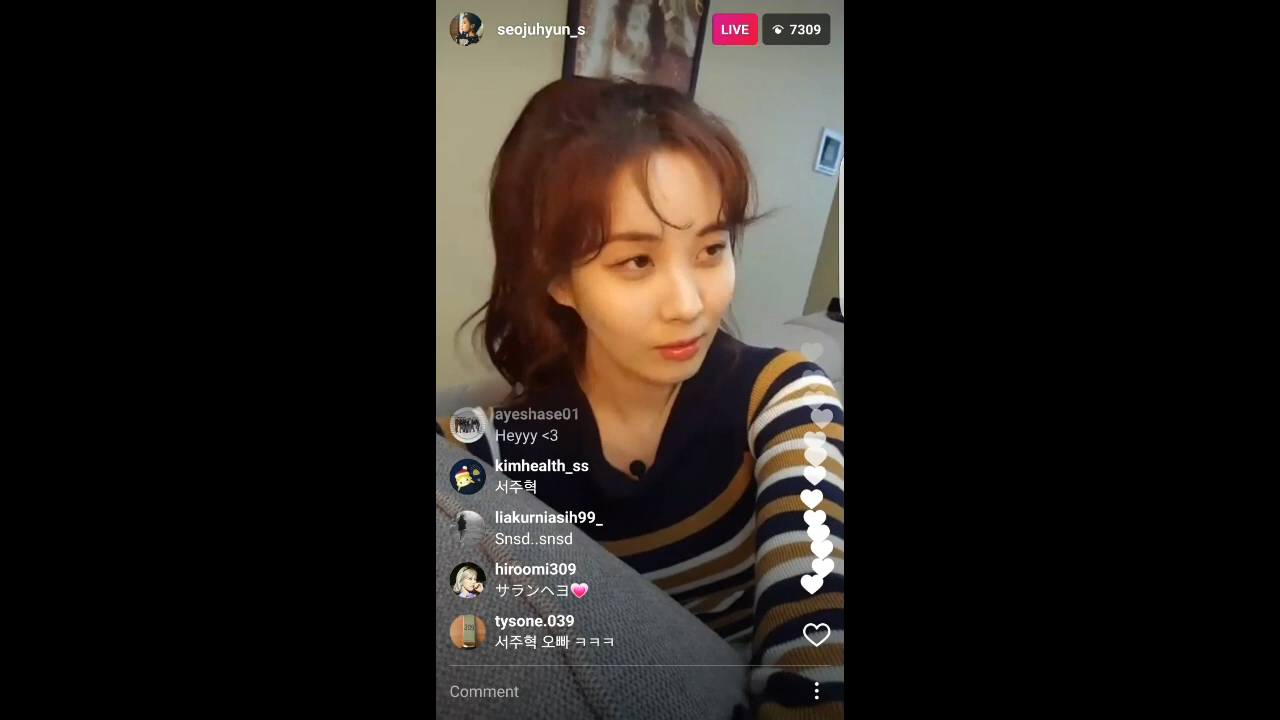 seojuhyun_s
LIVE
7309
layeshase01
Heyyy <3
kimhealth_ss
서주혁
liakurniasih99_
Snsd..snsd
hiroomi309
サランヘヨ💗
tysone.039
서주혁 오빠 ㅋㅋㅋ
Comment